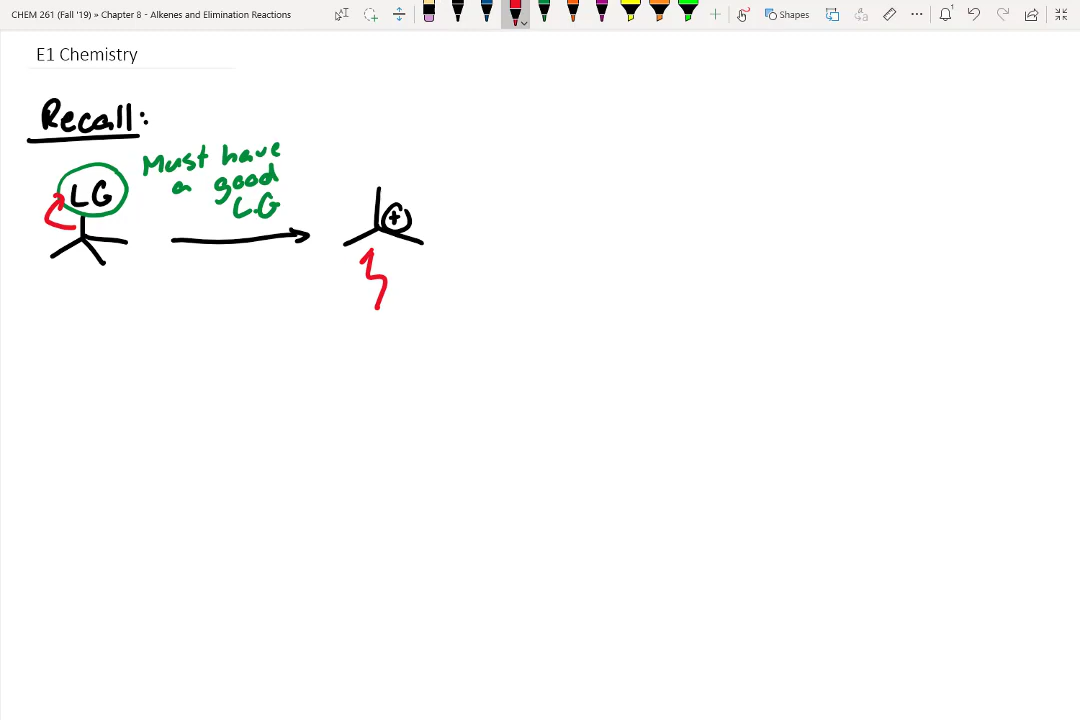 CHEM 261 (Fall '19) » Chapter 8 - Alkenes and Elimination Reactions
Shapes
E1 Chemistry
Recall:
Must have
a good
LG
LG
+